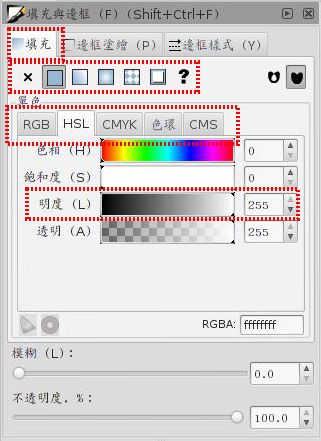 填充與邊框 (F) (Shift+Ctrl+F)
填充 邊框塗繪 (P) 邊框樣式 (Y)
?
單色
RGB HSL CMYK 色環 CMS
色相 (H) 0
飽和度 (S) 0
明度 (L) 255
透明 (A) 255
RGBA: ffffffff
模糊 (L):
0.0
不透明度, %:
100.0